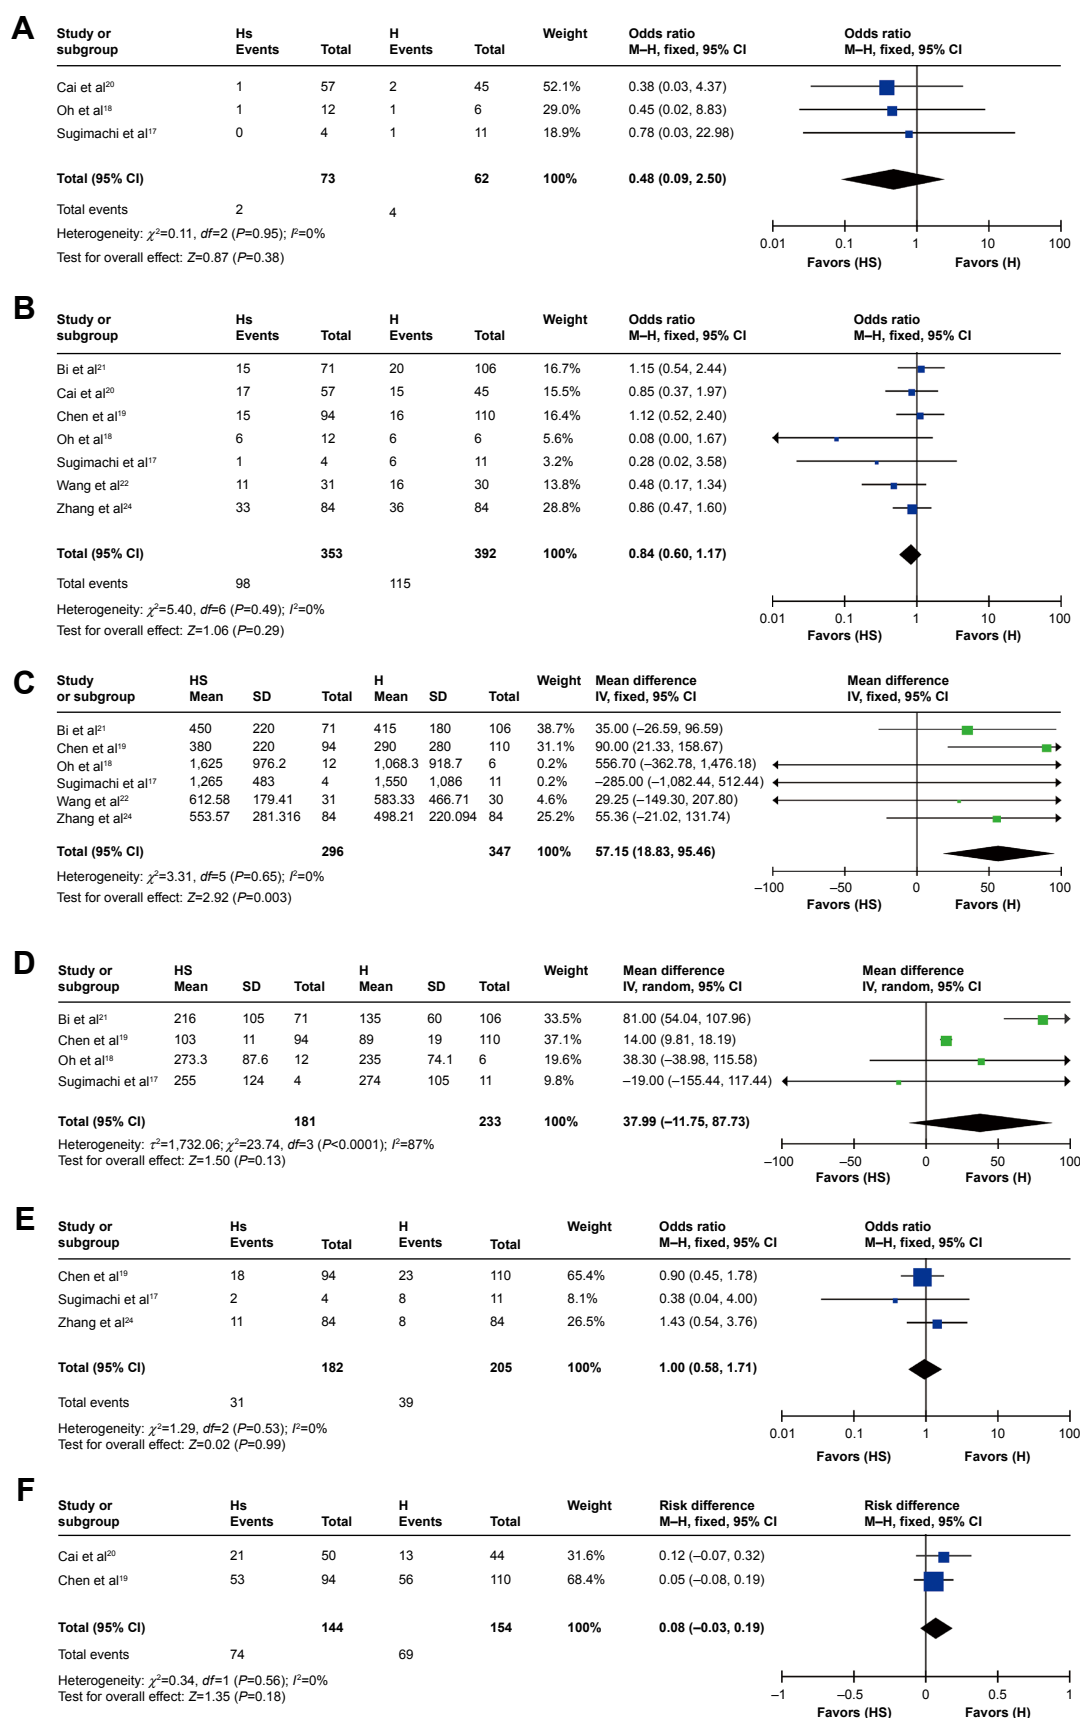 A
Study or subgroup Hs Events Total H Events Total Weight Odds ratio M–H, fixed, 95% CI Odds ratio M–H, fixed, 95% CI
Cai et al20 1 57 2 45 52.1% 0.38 (0.03, 4.37)
Oh et al18 1 12 1 6 29.0% 0.45 (0.02, 8.83)
Sugimachi et al17 0 4 1 11 18.9% 0.78 (0.03, 22.98)
Total (95% CI) 73 62 100% 0.48 (0.09, 2.50)
Total events 2 4
Heterogeneity: χ2=0.11, df=2 (P=0.95); I2=0%
Test for overall effect: Z=0.87 (P=0.38)
0.01 0.1 1 10 100
Favors (HS) Favors (H)
B
Study or subgroup Hs Events Total H Events Total Weight Odds ratio M–H, fixed, 95% CI Odds ratio M–H, fixed, 95% CI
Bi et al21 15 71 20 106 16.7% 1.15 (0.54, 2.44)
Cai et al20 17 57 15 45 15.5% 0.85 (0.37, 1.97)
Chen et al19 15 94 16 110 16.4% 1.12 (0.52, 2.40)
Oh et al18 6 12 6 6 5.6% 0.08 (0.00, 1.67)
Sugimachi et al17 1 4 6 11 3.2% 0.28 (0.02, 3.58)
Wang et al22 11 31 16 30 13.8% 0.48 (0.17, 1.34)
Zhang et al24 33 84 36 84 28.8% 0.86 (0.47, 1.60)
Total (95% CI) 353 392 100% 0.84 (0.60, 1.17)
Total events 98 115
Heterogeneity: χ2=5.40, df=6 (P=0.49); I2=0%
Test for overall effect: Z=1.06 (P=0.29)
0.01 0.1 1 10 100
Favors (HS) Favors (H)
C
Study or subgroup HS Mean SD Total H Mean SD Total Weight Mean difference IV, fixed, 95% CI Mean difference IV, fixed, 95% CI
Bi et al21 450 220 71 415 180 106 38.7% 35.00 (–26.59, 96.59)
Chen et al19 380 220 94 290 280 110 31.1% 90.00 (21.33, 158.67)
Oh et al18 1,625 976.2 12 1,068.3 918.7 6 0.2% 556.70 (–362.78, 1,476.18)
Sugimachi et al17 1,265 483 4 1,550 1,086 11 0.2% –285.00 (–1,082.44, 512.44)
Wang et al22 612.58 179.41 31 583.33 466.71 30 4.6% 29.25 (–149.30, 207.80)
Zhang et al24 553.57 281.316 84 498.21 220.094 84 25.2% 55.36 (–21.02, 131.74)
Total (95% CI) 296 347 100% 57.15 (18.83, 95.46)
Heterogeneity: χ2=3.31, df=5 (P=0.65); I2=0%
Test for overall effect: Z=2.92 (P=0.003)
–100 –50 0 50 100
Favors (HS) Favors (H)
D
Study or subgroup HS Mean SD Total H Mean SD Total Weight Mean difference IV, random, 95% CI Mean difference IV, random, 95% CI
Bi et al21 216 105 71 135 60 106 33.5% 81.00 (54.04, 107.96)
Chen et al19 103 11 94 89 19 110 37.1% 14.00 (9.81, 18.19)
Oh et al18 273.3 87.6 12 235 74.1 6 19.6% 38.30 (–38.98, 115.58)
Sugimachi et al17 255 124 4 274 105 11 9.8% –19.00 (–155.44, 117.44)
Total (95% CI) 181 233 100% 37.99 (–11.75, 87.73)
Heterogeneity: τ2=1,732.06; χ2=23.74, df=3 (P<0.0001); I2=87%
Test for overall effect: Z=1.50 (P=0.13)
–100 –50 0 50 100
Favors (HS) Favors (H)
E
Study or subgroup Hs Events Total H Events Total Weight Odds ratio M–H, fixed, 95% CI Odds ratio M–H, fixed, 95% CI
Chen et al19 18 94 23 110 65.4% 0.90 (0.45, 1.78)
Sugimachi et al17 2 4 8 11 8.1% 0.38 (0.04, 4.00)
Zhang et al24 11 84 8 84 26.5% 1.43 (0.54, 3.76)
Total (95% CI) 182 205 100% 1.00 (0.58, 1.71)
Total events 31 39
Heterogeneity: χ2=1.29, df=2 (P=0.53); I2=0%
Test for overall effect: Z=0.02 (P=0.99)
0.01 0.1 1 10 100
Favors (HS) Favors (H)
F
Study or subgroup Hs Events Total H Events Total Weight Risk difference M–H, fixed, 95% CI Risk difference M–H, fixed, 95% CI
Cai et al20 21 50 13 44 31.6% 0.12 (–0.07, 0.32)
Chen et al19 53 94 56 110 68.4% 0.05 (–0.08, 0.19)
Total (95% CI) 144 154 100% 0.08 (–0.03, 0.19)
Total events 74 69
Heterogeneity: χ2=0.34, df=1 (P=0.56); I2=0%
Test for overall effect: Z=1.35 (P=0.18)
–1 –0.5 0 0.5 1
Favors (HS) Favors (H)